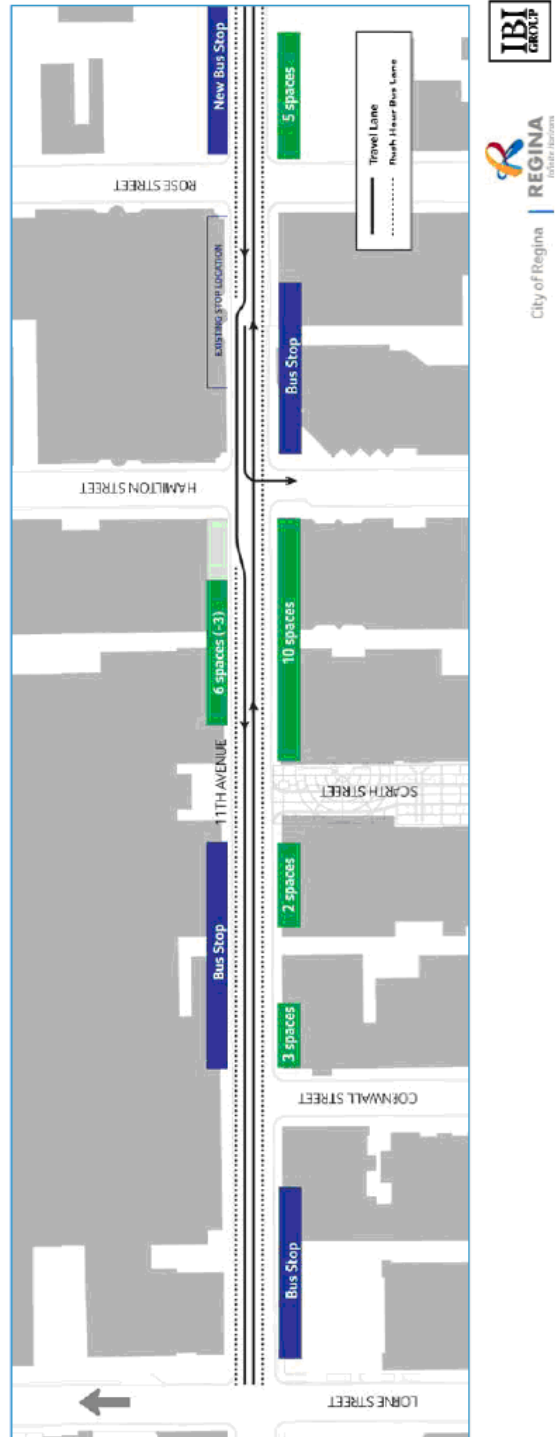 New Bus Stop
5 spaces
Travel Lane
Rush Hour Bus Lane
ROSE STREET
EXISTING STOP LOCATION
Bus Stop
HAMILTON STREET
6 spaces (-3)
10 spaces
11TH AVENUE
SCARTH STREET
Bus Stop
2 spaces
3 spaces
CORNWALL STREET
Bus Stop
LORNE STREET
IBI
GROUP
City of Regina
REGINA
Infinite Horizons